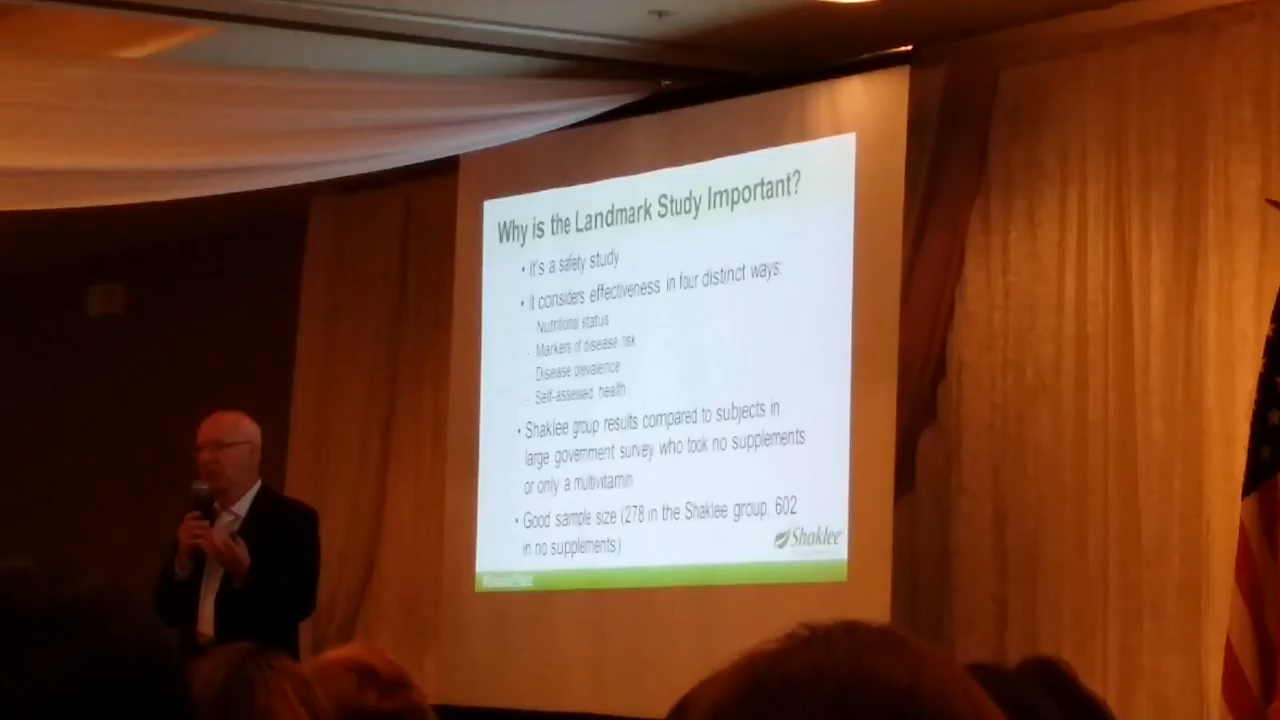 Why is the Landmark Study Important?
• It's a safety study
• It considers effectiveness in four distinct ways:
Nutritional status
- Markers of disease risk
Disease prevalence
- Self-assessed health
• Shaklee group results compared to subjects in
large government survey who took no supplements
or only a multivitamin
• Good sample size (278 in the Shaklee group, 602
in no supplements)
Shaklee